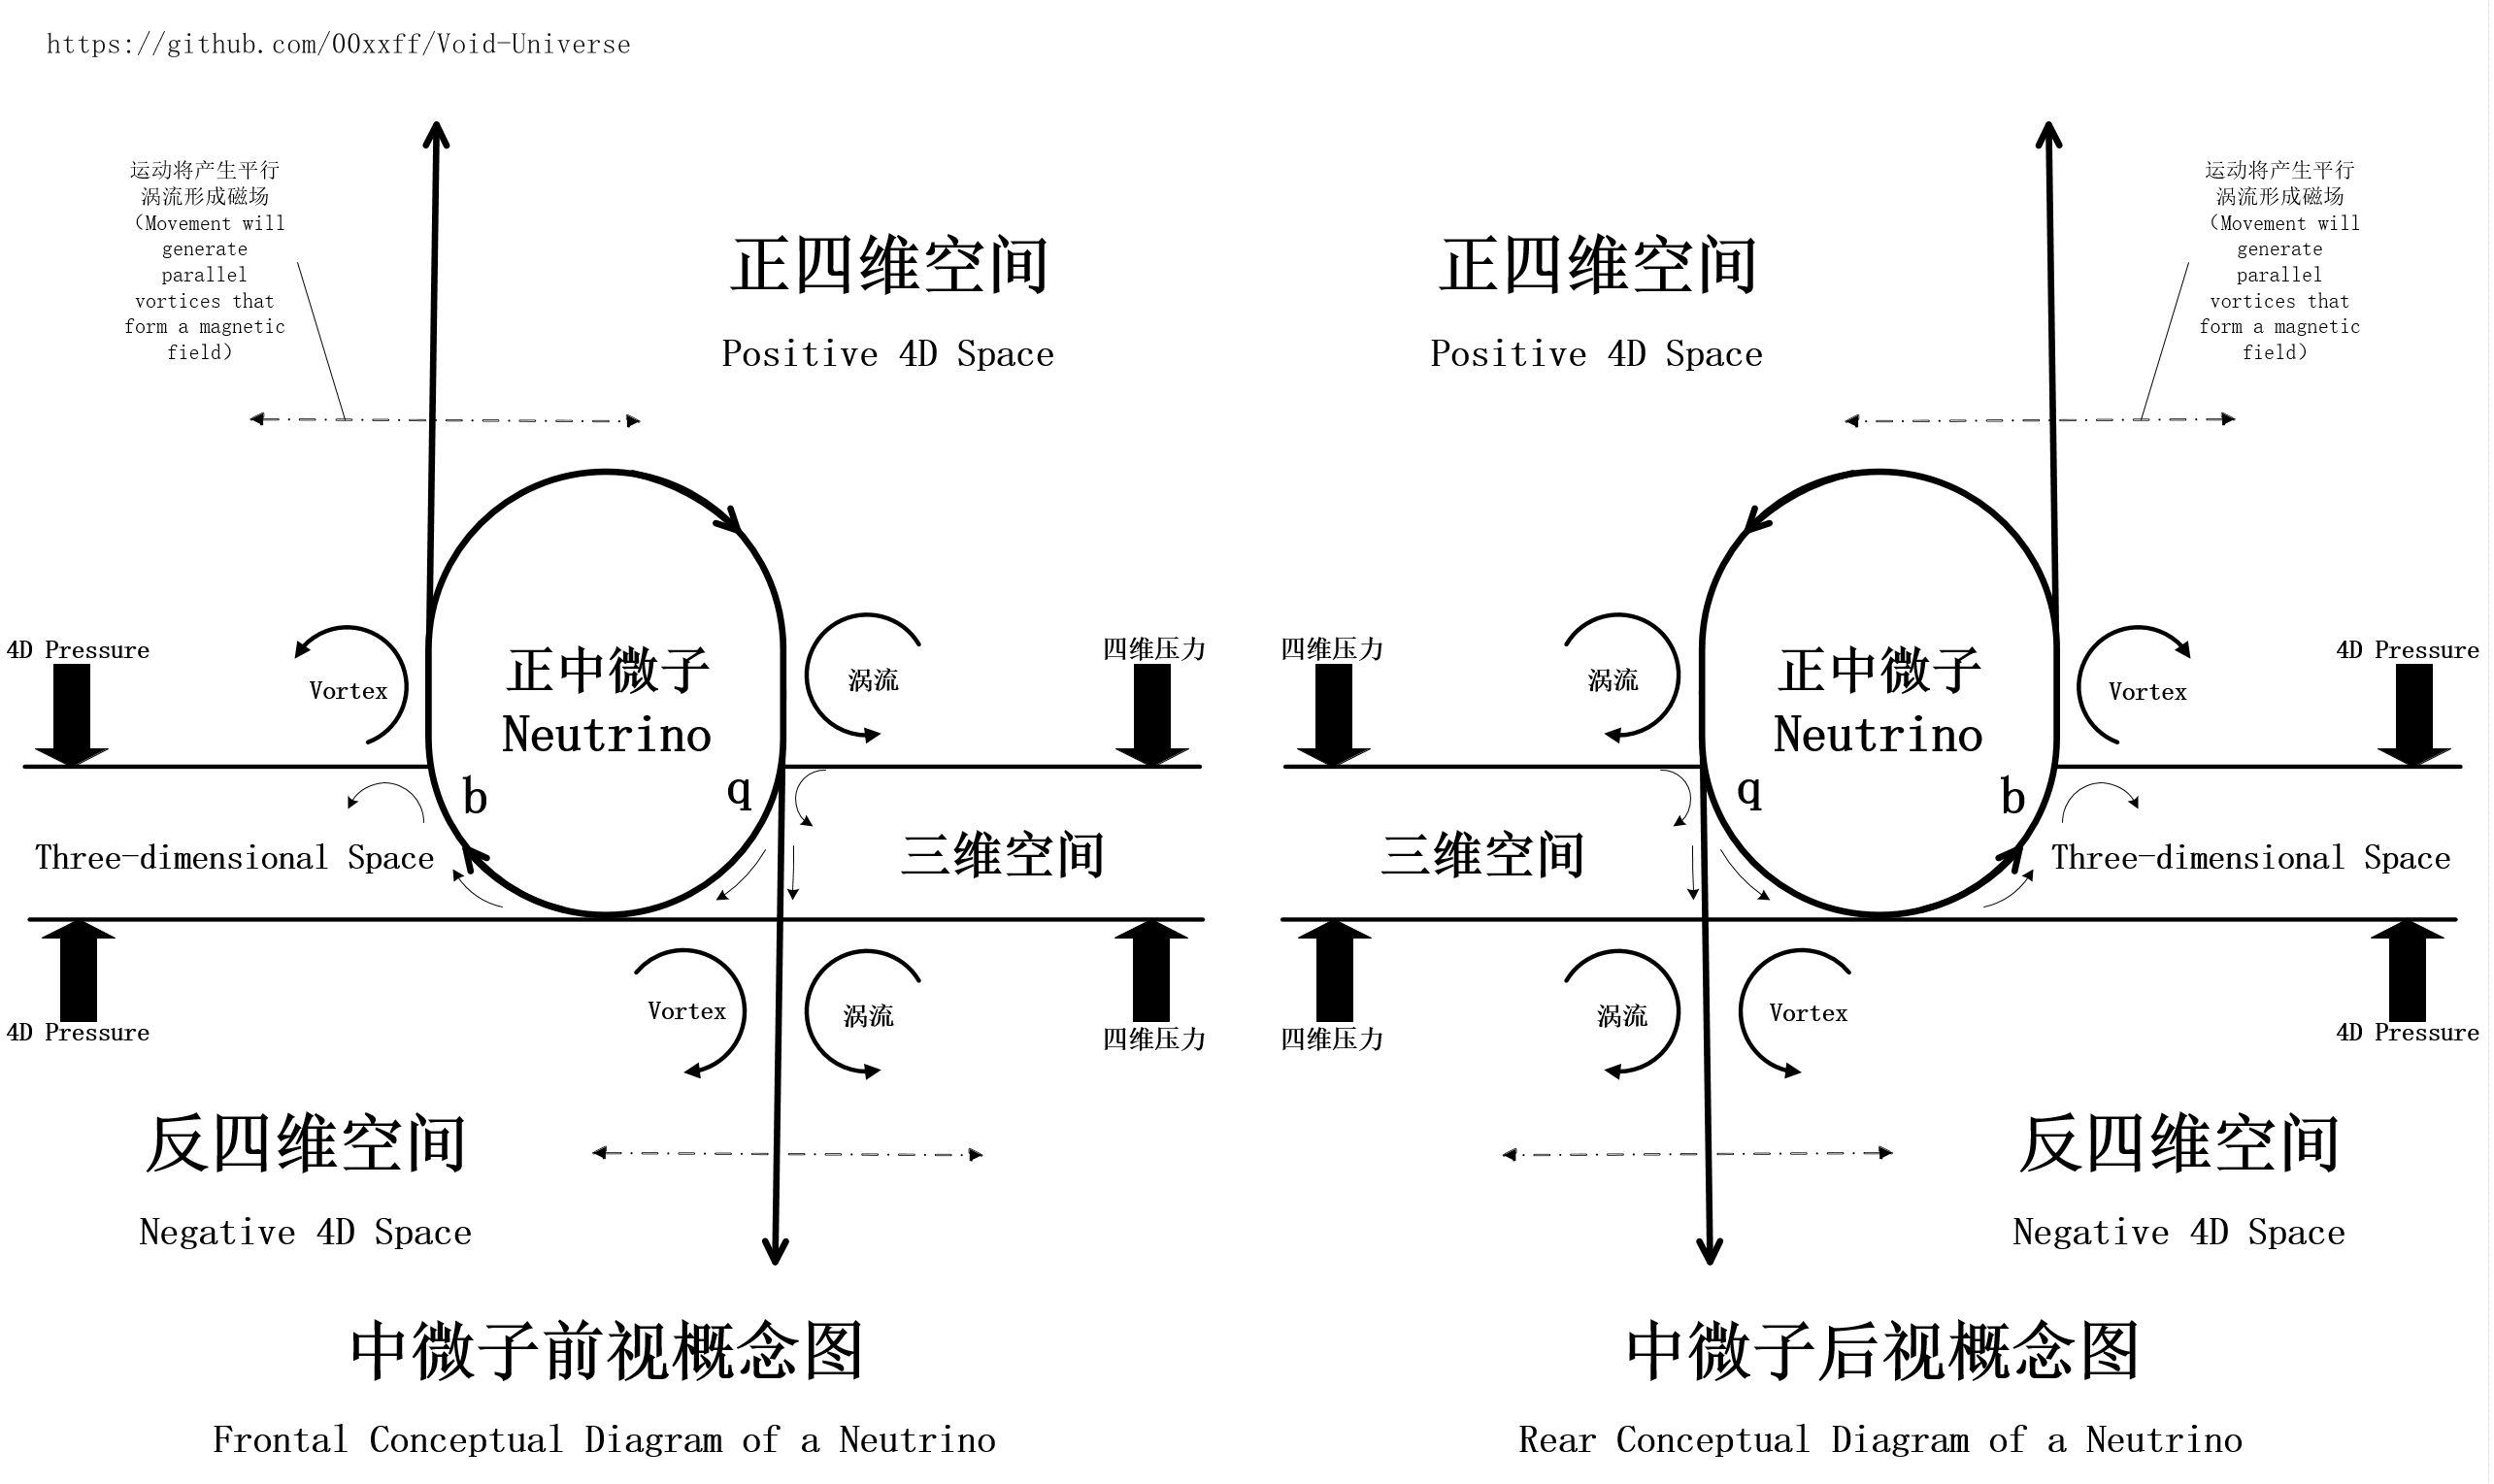 https://github.com/00xxff/Void-Universe
运动将产生平行
涡流形成磁场
（Movement will
generate
parallel
vortices that
form a magnetic
field）
正四维空间
Positive 4D Space
4D Pressure
Vortex
正中微子
Neutrino
涡流
四维压力
b
q
Three-dimensional Space
三维空间
4D Pressure
Vortex
涡流
四维压力
反四维空间
Negative 4D Space
中微子前视概念图
Frontal Conceptual Diagram of a Neutrino
正四维空间
Positive 4D Space
运动将产生平行
涡流形成磁场
（Movement will
generate
parallel
vortices that
form a magnetic
field）
四维压力
涡流
正中微子
Neutrino
Vortex
4D Pressure
q
b
三维空间
Three-dimensional Space
四维压力
涡流
Vortex
4D Pressure
反四维空间
Negative 4D Space
中微子后视概念图
Rear Conceptual Diagram of a Neutrino